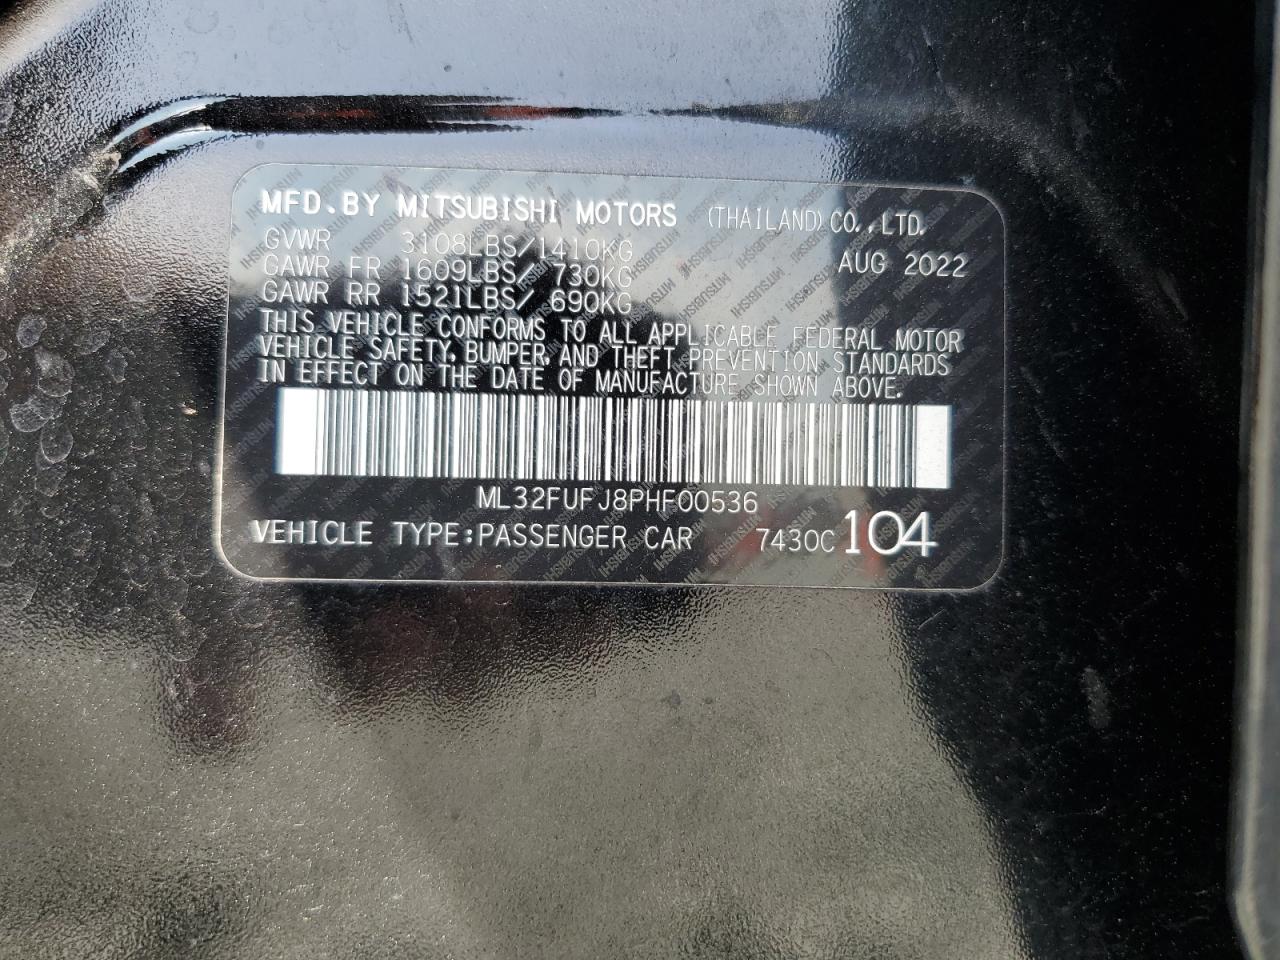 MFD.BY MITSUBISHI MOTORS (THAILAND) CO.,LTD.
GVWR 3108LBS/1410KG AUG 2022
GAWR FR 1609LBS/ 730KG
GAWR RR 1521LBS/ 690KG
THIS VEHICLE CONFORMS TO ALL APPLICABLE FEDERAL MOTOR
VEHICLE SAFETY, BUMPER, AND THEFT PREVENTION STANDARDS
IN EFFECT ON THE DATE OF MANUFACTURE SHOWN ABOVE.
ML32FUFJ8PHF00536
VEHICLE TYPE:PASSENGER CAR 7430C 104